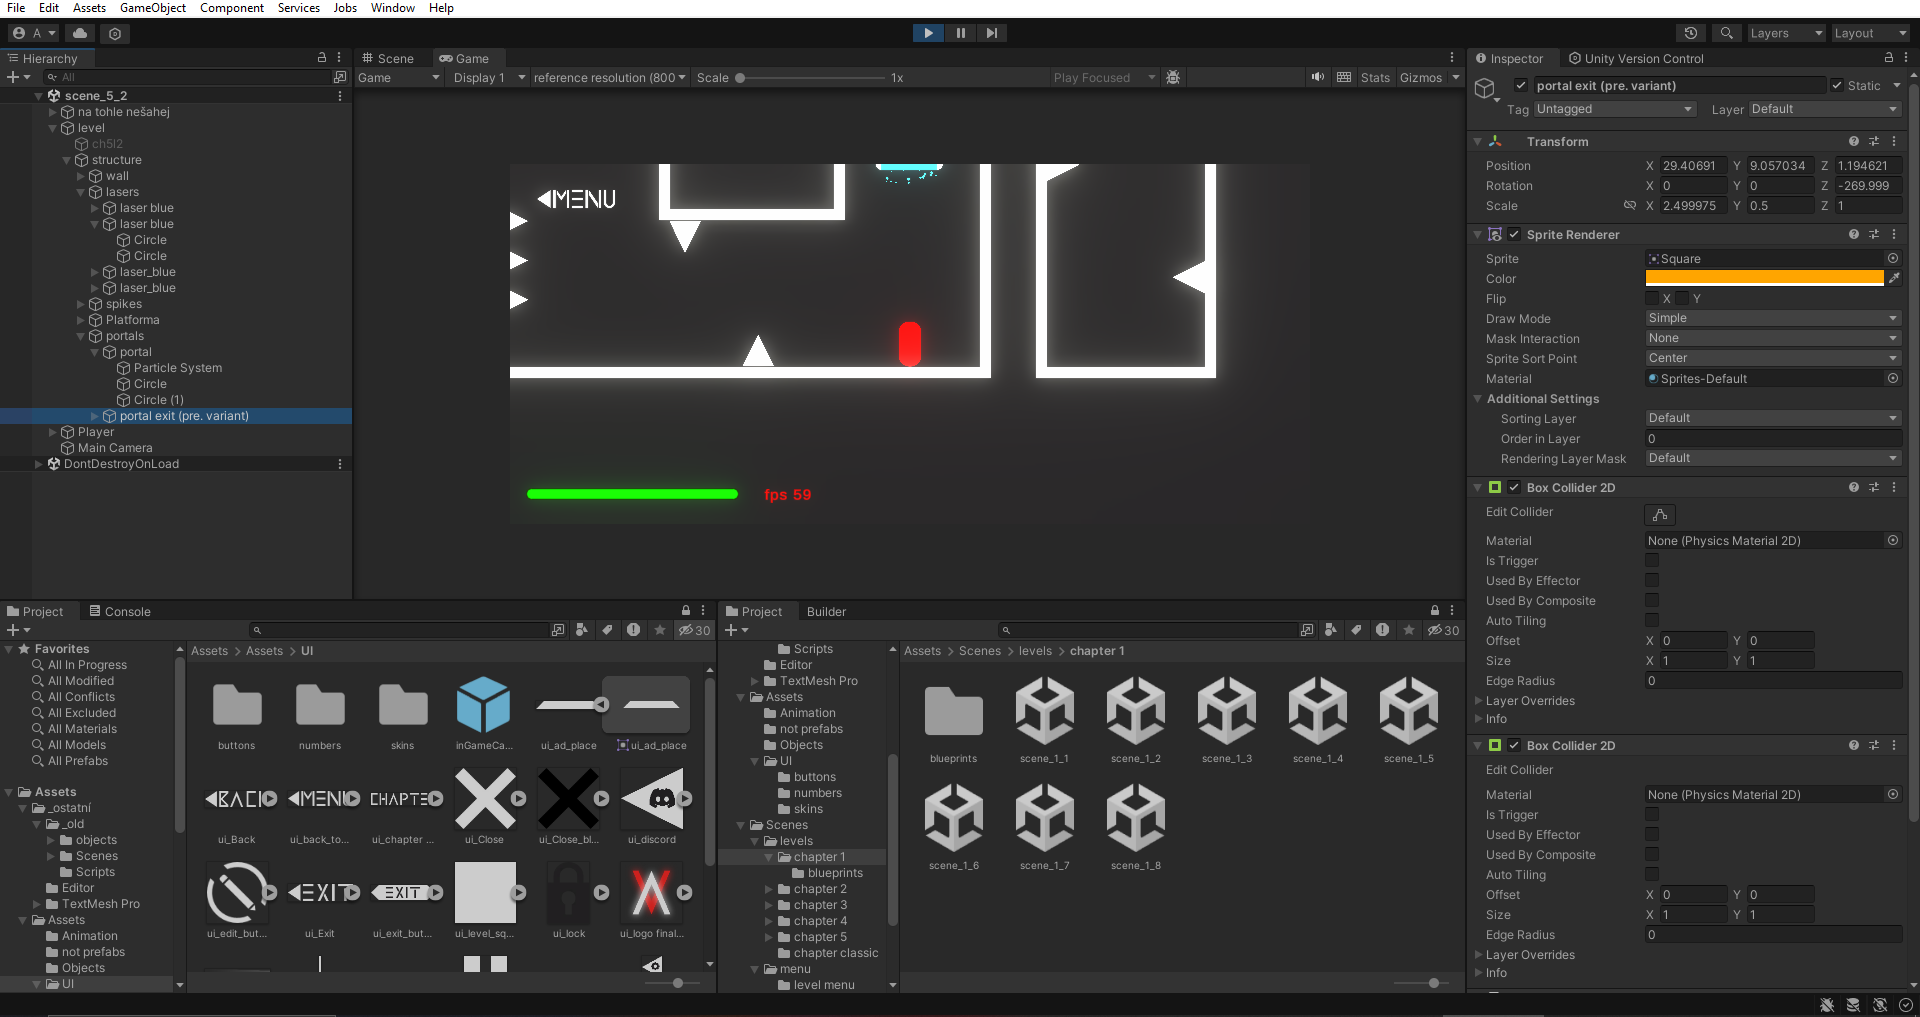 File Edit Assets GameObject Component Services Jobs Window Help
A Layers Layout
Hierarchy
All
scene_5_2
na tohle nešahej
level
ch5l2
structure
wall
lasers
laser blue
laser blue
Circle
Circle
laser_blue
laser_blue
spikes
Platforma
portals
portal
Particle System
Circle
Circle (1)
portal exit (pre. variant)
Player
Main Camera
DontDestroyOnLoad
Scene Game
Game Display 1 reference resolution (800 Scale 1x Play Focused Stats Gizmos
MENU
fps 59
Inspector Unity Version Control
portal exit (pre. variant) Static
Tag Untagged Layer Default
Transform
Position X 29.40691 Y 9.057034 Z 1.194621
Rotation X 0 Y 0 Z -269.999
Scale X 2.499975 Y 0.5 Z 1
Sprite Renderer
Sprite Square
Color
Flip X Y
Draw Mode Simple
Mask Interaction None
Sprite Sort Point Center
Material Sprites-Default
Additional Settings
Sorting Layer Default
Order in Layer 0
Rendering Layer Mask Default
Box Collider 2D
Edit Collider
Material None (Physics Material 2D)
Is Trigger
Used By Effector
Used By Composite
Auto Tiling
Offset X 0 Y 0
Size X 1 Y 1
Edge Radius 0
Layer Overrides
Info
Box Collider 2D
Edit Collider
Material None (Physics Material 2D)
Is Trigger
Used By Effector
Used By Composite
Auto Tiling
Offset X 0 Y 0
Size X 1 Y 1
Edge Radius 0
Layer Overrides
Info
Project Console
30
Favorites
All In Progress
All Modified
All Conflicts
All Excluded
All Materials
All Models
All Prefabs
Assets
_ostatní
_old
objects
Scenes
Scripts
Editor
TextMesh Pro
Assets
Animation
not prefabs
Objects
UI
Assets > Assets > UI
buttons numbers skins inGameCa... ui_ad_place ui_ad_place
BACK MENU CHAPTE
ui_Back ui_back_to... ui_chapter ... ui_Close ui_Close_bl... ui_discord
EXIT EXIT
ui_edit_but... ui_Exit ui_exit_but... ui_level_sq... ui_lock ui_logo final...
Project Builder
30
Scripts
Editor
TextMesh Pro
Assets
Animation
not prefabs
Objects
UI
buttons
numbers
skins
Scenes
levels
chapter 1
blueprints
chapter 2
chapter 3
chapter 4
chapter 5
chapter classic
menu
level menu
Assets > Scenes > levels > chapter 1
blueprints scene_1_1 scene_1_2 scene_1_3 scene_1_4 scene_1_5
scene_1_6 scene_1_7 scene_1_8